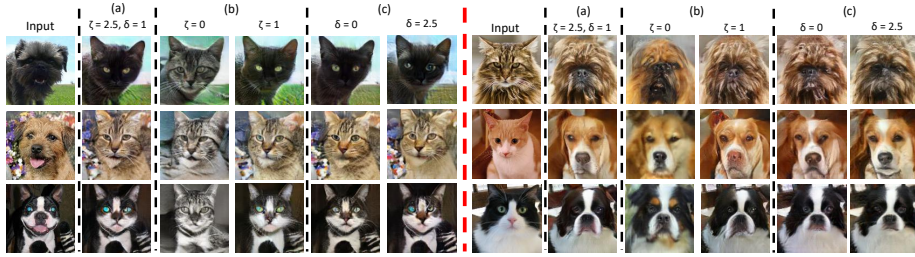 (a) (b) (c) (a) (b) (c)
Input ζ = 2.5, δ = 1 ζ = 0 ζ = 1 δ = 0 δ = 2.5 Input ζ = 2.5, δ = 1 ζ = 0 ζ = 1 δ = 0 δ = 2.5